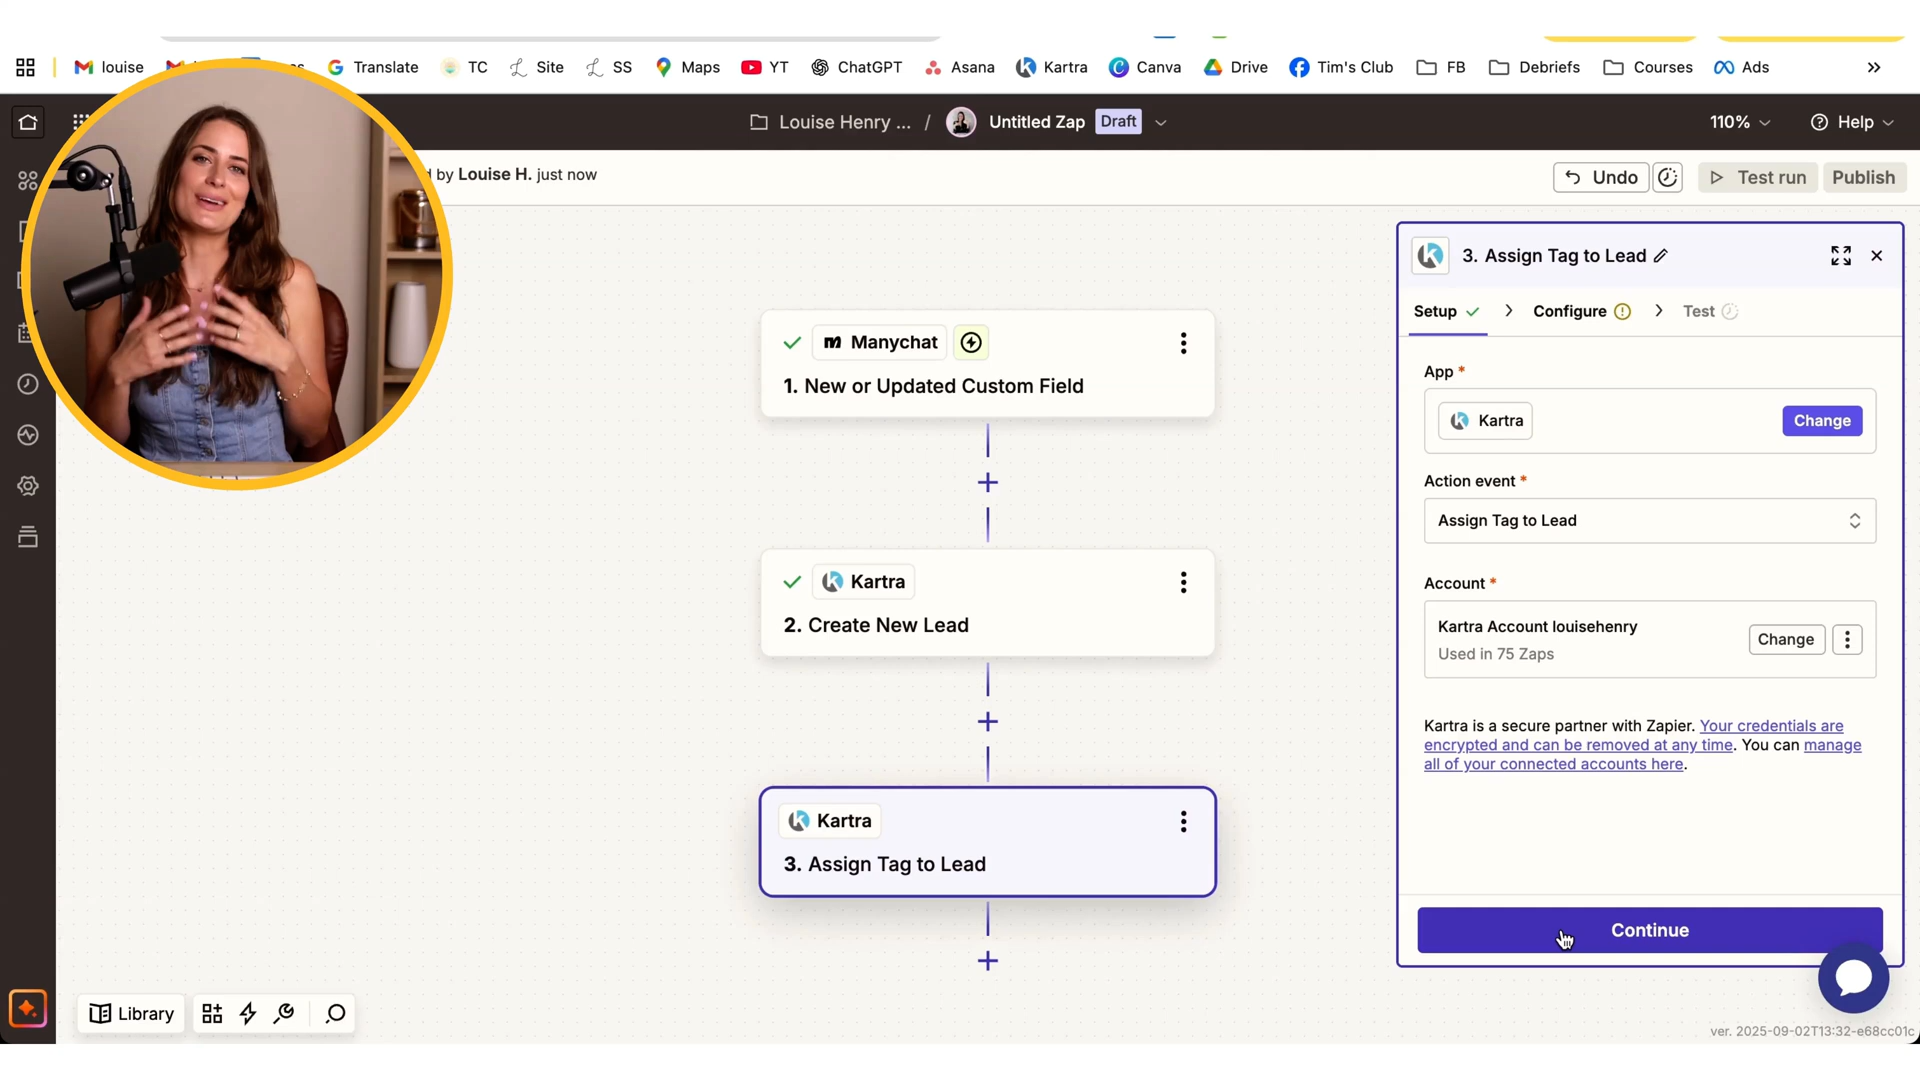 louise
Translate
TC
Site
SS
Maps
YT
ChatGPT
Asana
Kartra
Canva
Drive
Tim's Club
FB
Debriefs
Courses
Ads
Louise Henry ... / Untitled Zap Draft
110%
Help
by Louise H. just now
Undo
Test run
Publish
Manychat
1. New or Updated Custom Field
Kartra
2. Create New Lead
Kartra
3. Assign Tag to Lead
3. Assign Tag to Lead
Setup
Configure
Test
App *
Kartra
Change
Action event *
Assign Tag to Lead
Account *
Kartra Account louisehenry
Used in 75 Zaps
Change
Kartra is a secure partner with Zapier. Your credentials are
encrypted and can be removed at any time. You can manage
all of your connected accounts here.
Continue
Library
ver. 2025-09-02T13:32-e68cc01c